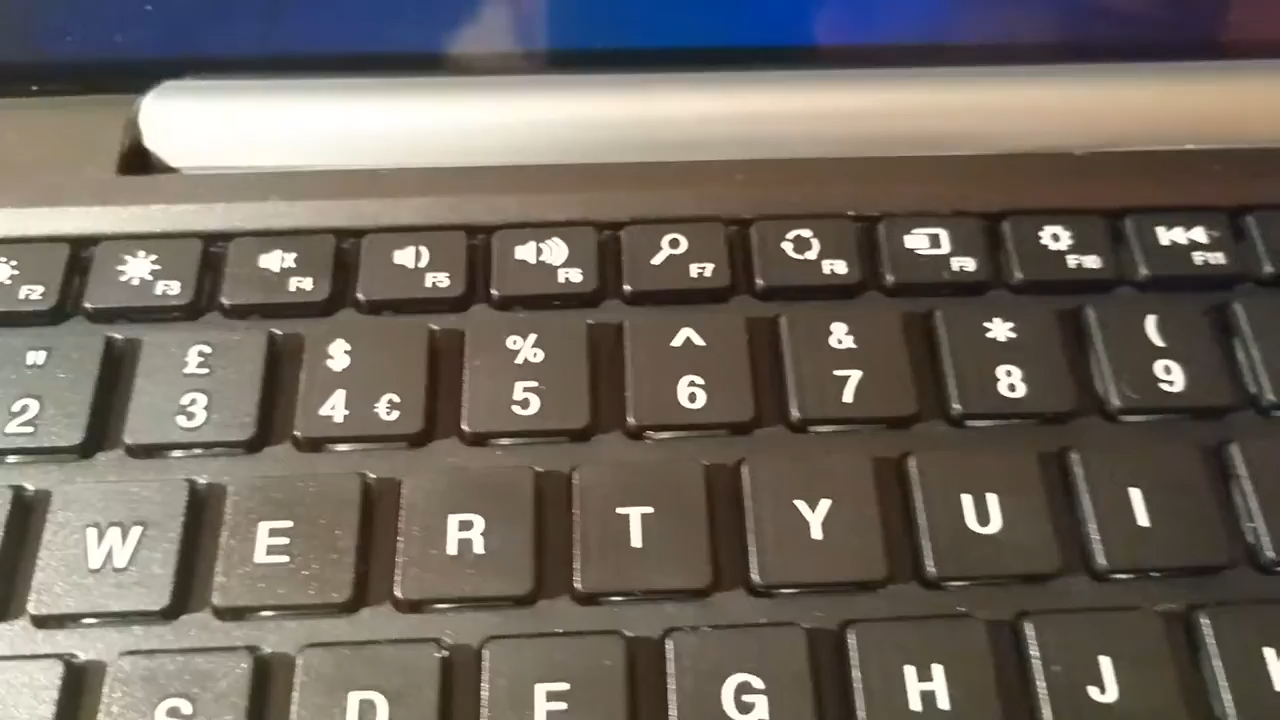 F2 F3 F4 F5 F6 F7 F8 F9 F10 F11
" £ $ % ^ & * (
2 3 4 € 5 6 7 8 9
W E R T Y U I
S D F G H J